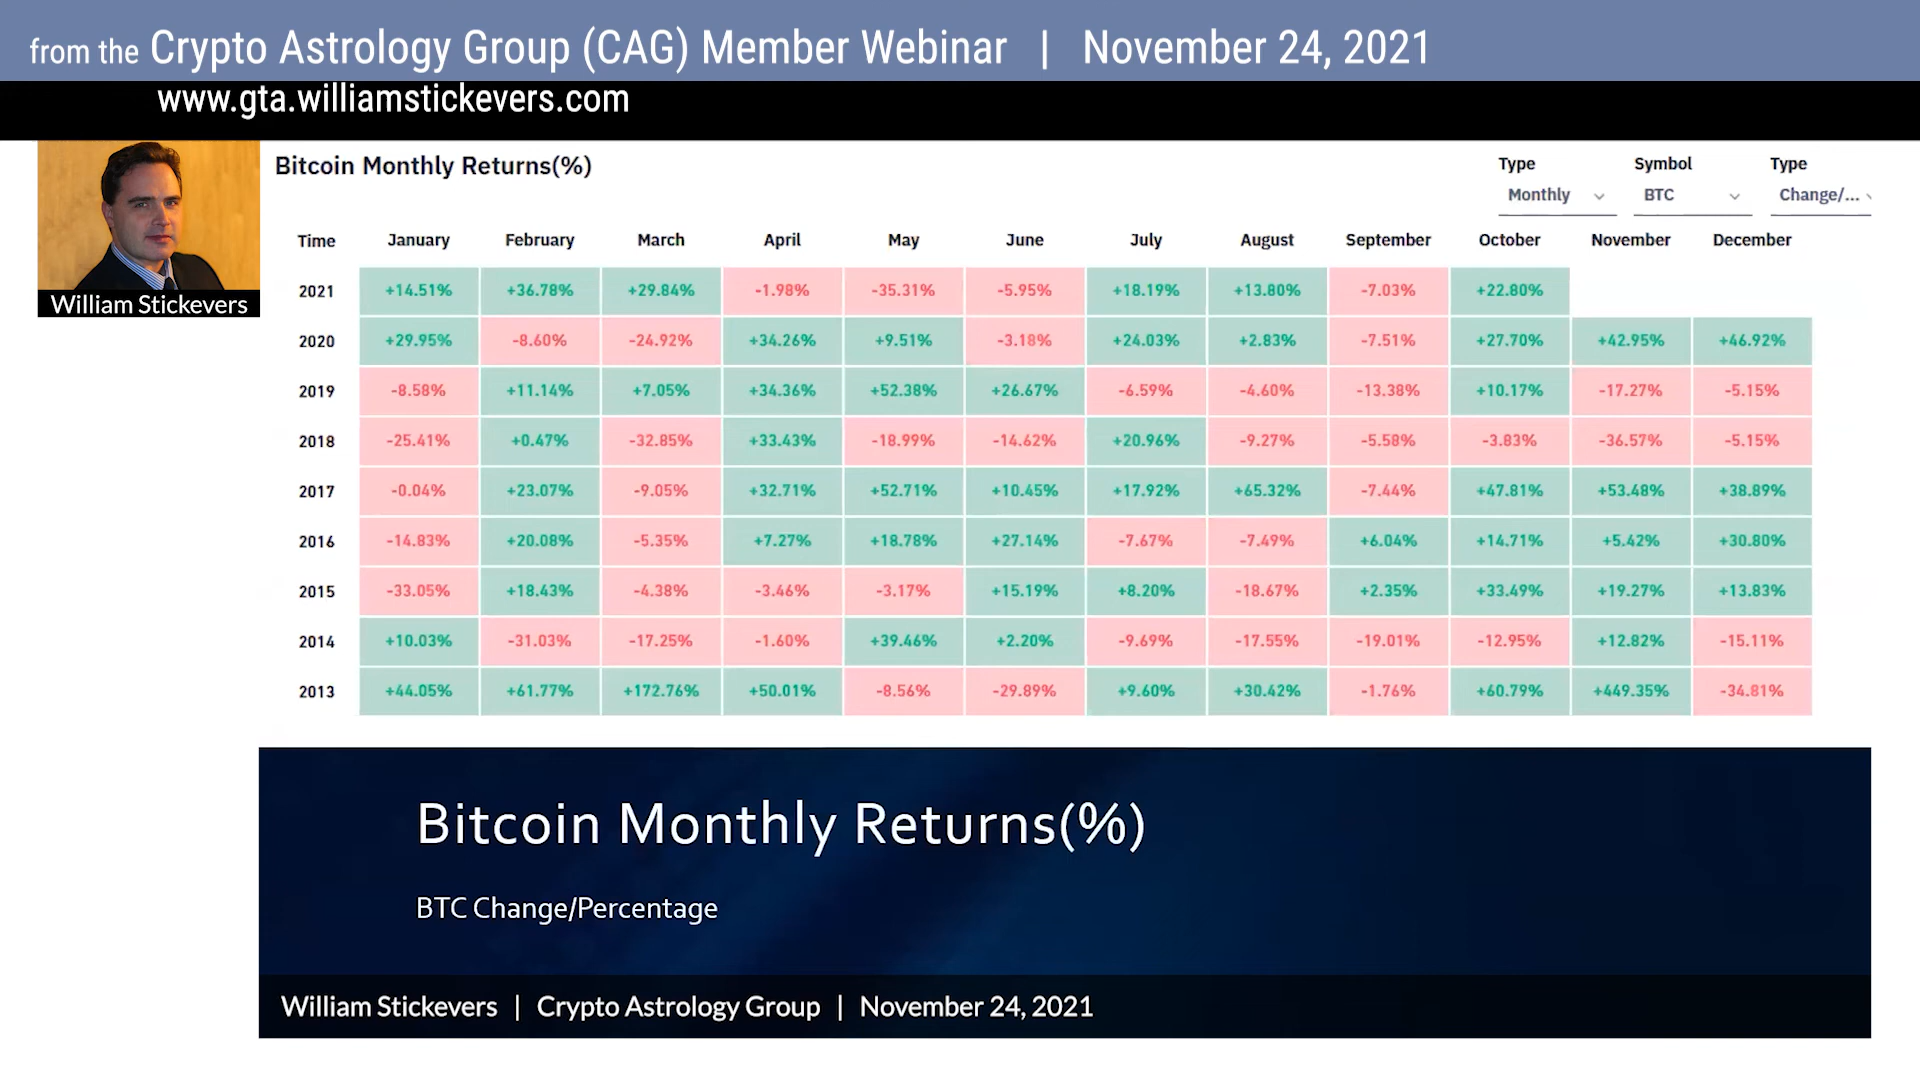 from the Crypto Astrology Group (CAG) Member Webinar | November 24, 2021
www.gta.williamstickevers.com
William Stickevers
Bitcoin Monthly Returns(%)
Type Symbol Type
Monthly BTC Change/...
Time January February March April May June July August September October November December
2021 +14.51% +36.78% +29.84% -1.98% -35.31% -5.95% +18.19% +13.80% -7.03% +22.80%
2020 +29.95% -8.60% -24.92% +34.26% +9.51% -3.18% +24.03% +2.83% -7.51% +27.70% +42.95% +46.92%
2019 -8.58% +11.14% +7.05% +34.36% +52.38% +26.67% -6.59% -4.60% -13.38% +10.17% -17.27% -5.15%
2018 -25.41% +0.47% -32.85% +33.43% -18.99% -14.62% +20.96% -9.27% -5.58% -3.83% -36.57% -5.15%
2017 -0.04% +23.07% -9.05% +32.71% +52.71% +10.45% +17.92% +65.32% -7.44% +47.81% +53.48% +38.89%
2016 -14.83% +20.08% -5.35% +7.27% +18.78% +27.14% -7.67% -7.49% +6.04% +14.71% +5.42% +30.80%
2015 -33.05% +18.43% -4.38% -3.46% -3.17% +15.19% +8.20% -18.67% +2.35% +33.49% +19.27% +13.83%
2014 +10.03% -31.03% -17.25% -1.60% +39.46% +2.20% -9.69% -17.55% -19.01% -12.95% +12.82% -15.11%
2013 +44.05% +61.77% +172.76% +50.01% -8.56% -29.89% +9.60% +30.42% -1.76% +60.79% +449.35% -34.81%
Bitcoin Monthly Returns(%)
BTC Change/Percentage
William Stickevers | Crypto Astrology Group | November 24, 2021